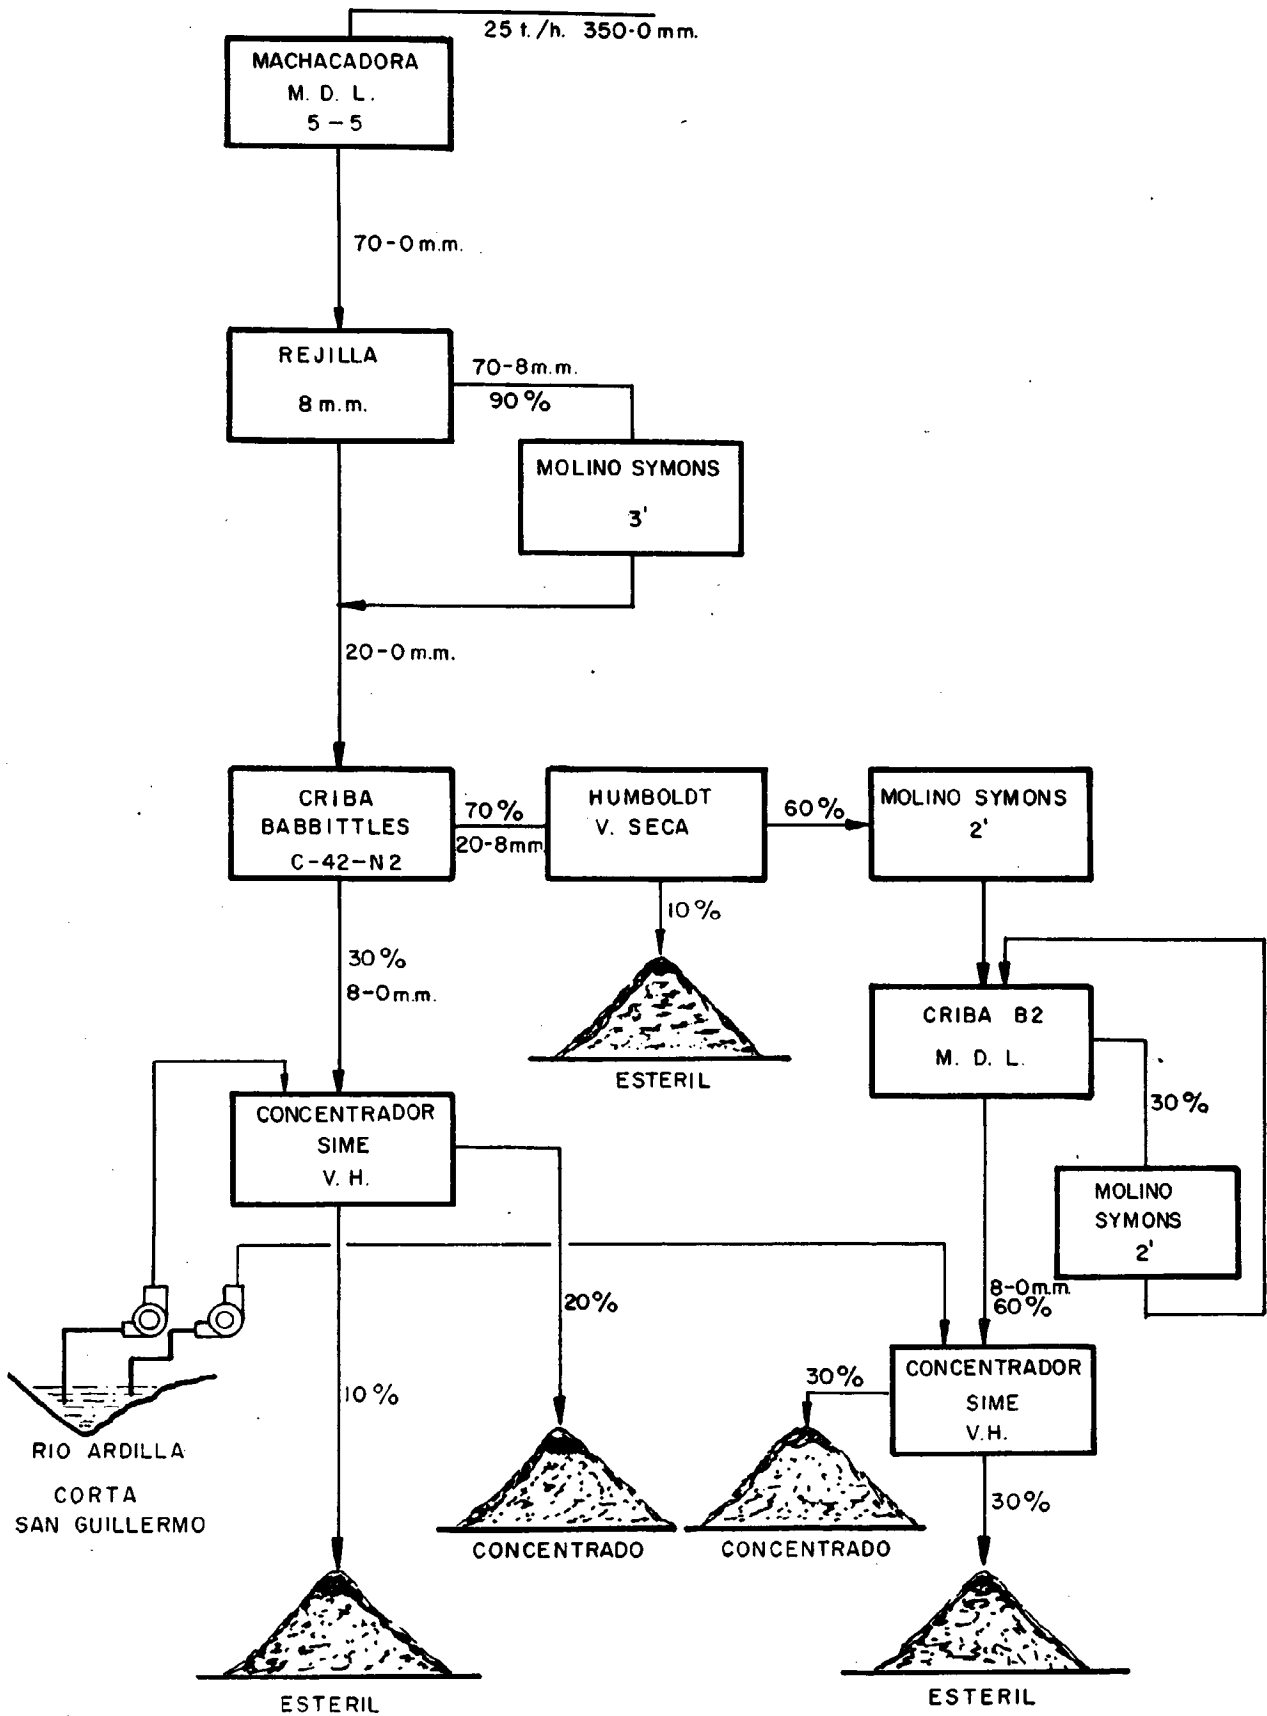 25 t./h. 350-0 mm.
MACHACADORA
M. D. L.
5-5
70-0 m.m.
REJILLA
8 m.m.
70-8 m.m.
90%
MOLINO SYMONS
3'
20-0 m.m.
CRIBA
BABBITTLES
C-42-N2
70%
20-8 mm.
HUMBOLDT
V. SECA
60%
MOLINO SYMONS
2'
10%
ESTERIL
30%
8-0 m.m.
CRIBA B2
M. D. L.
30%
MOLINO
SYMONS
2'
CONCENTRADOR
SIME
V. H.
20%
8-0 m.m.
60%
CONCENTRADOR
SIME
V.H.
30%
10%
RIO ARDILLA
CORTA
SAN GUILLERMO
30%
CONCENTRADO
CONCENTRADO
ESTERIL
ESTERIL